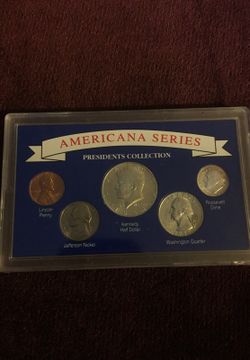 AMERICANA SERIES
PRESIDENTS COLLECTION
Lincoln
Penny
Kennedy
Half Dollar
Roosevelt
Dime
Jefferson Nickel
Washington Quarter